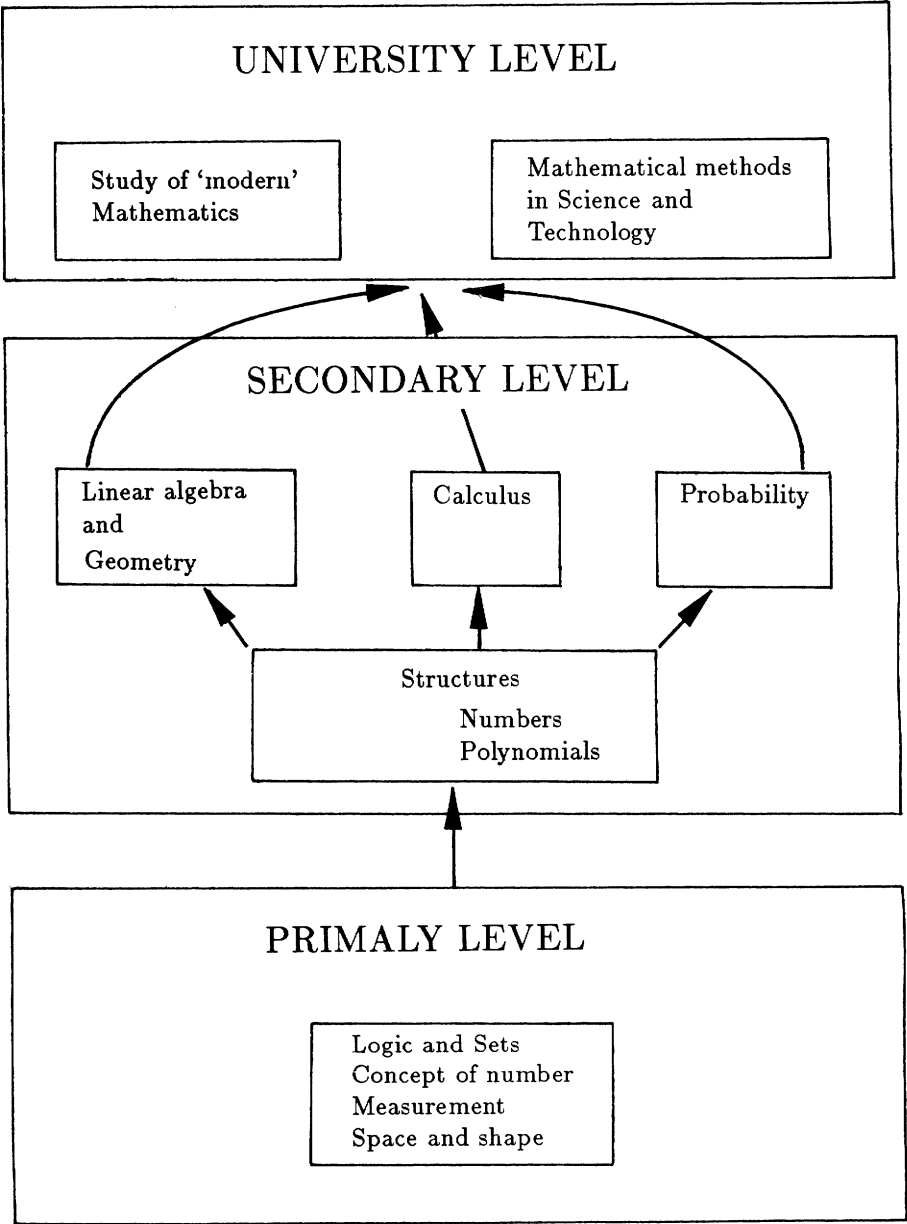 UNIVERSITY LEVEL
Study of ‘modern’
Mathematics
Mathematical methods
in Science and
Technology
SECONDARY LEVEL
Linear algebra
and
Geometry
Calculus
Probability
Structures
Numbers
Polynomials
PRIMALY LEVEL
Logic and Sets
Concept of number
Measurement
Space and shape